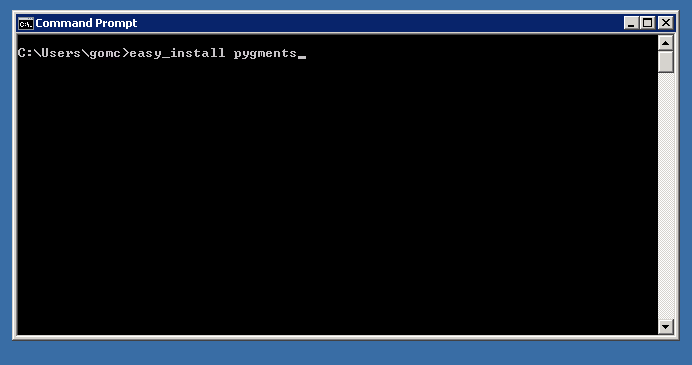 C:\. Command Prompt
C:\Users\gomc>easy_install pygments_